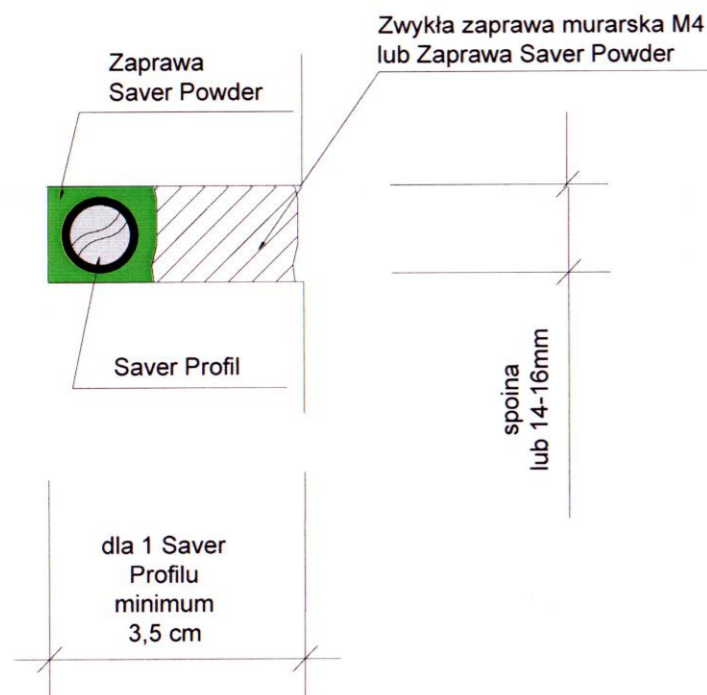 Zwykła zaprawa murarska M4
lub Zaprawa Saver Powder
Zaprawa
Saver Powder
Saver Profil
spoina
lub 14-16mm
dla 1 Saver
Profilu
minimum
3,5 cm